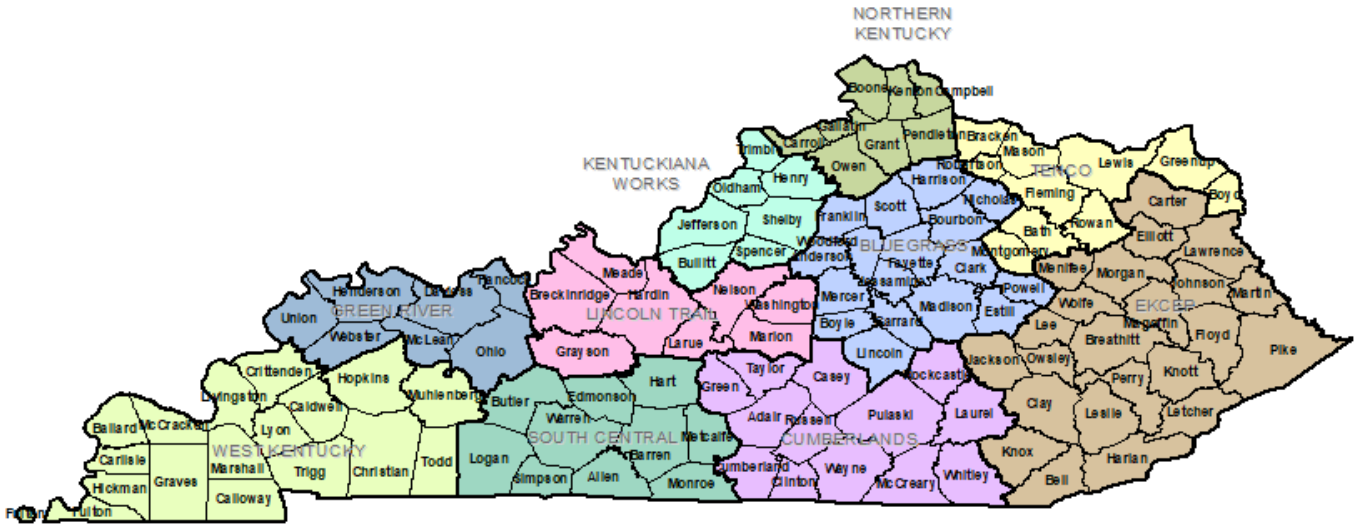 NORTHERN
KENTUCKY
Boone
Kenton
Campbell
Gallatin
Carroll
Grant
Pendleton
Owen
KENTUCKIANA
WORKS
Henry
Oldham
Jefferson
Shelby
Spencer
Bullitt
TENCO
Bracken
Mason
Robertson
Lewis
Greenup
Fleming
Boyd
Rowan
Bath
Montgomery
BLUEGRASS
Harrison
Scott
Nicholas
Franklin
Bourbon
Woodford
Fayette
Clark
Mercer
Madison
Powell
Estill
Boyle
Garrard
Lincoln
EKCEP
Carter
Elliott
Lawrence
Menifee
Morgan
Johnson
Martin
Wolfe
Magoffin
Floyd
Pike
Lee
Breathitt
Jackson
Owsley
Knott
Perry
Clay
Leslie
Letcher
Knox
Harlan
Bell
LINCOLN TRAIL
Meade
Breckinridge
Hardin
Nelson
Washington
Grayson
Larue
Marion
GREEN RIVER
Hancock
Henderson
Daviess
Union
Webster
McLean
Ohio
WEST KENTUCKY
Crittenden
Hopkins
Livingston
Caldwell
Muhlenberg
Ballard
McCracken
Lyon
Carlisle
Marshall
Trigg
Christian
Todd
Hickman
Graves
Calloway
Fulton
SOUTH CENTRAL
Hart
Butler
Edmonson
Warren
Metcalfe
Logan
Barren
Simpson
Allen
Monroe
CUMBERLANDS
Taylor
Green
Casey
Rockcastle
Adair
Russell
Pulaski
Laurel
Cumberland
Clinton
Wayne
McCreary
Whitley